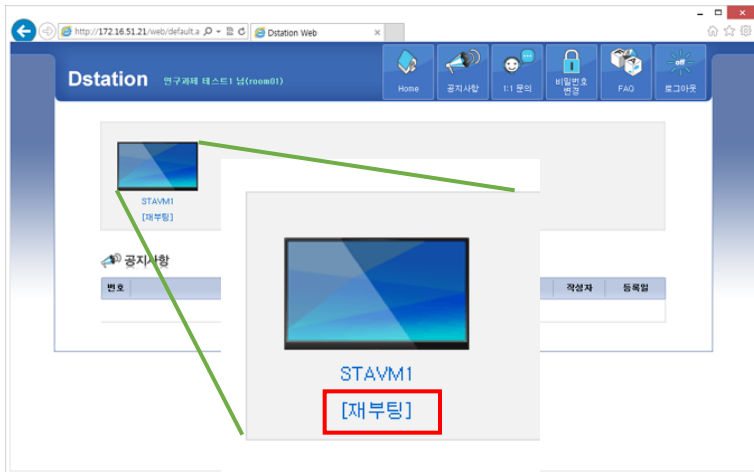 http://172.16.51.21/web/default.a
Dstation Web
Dstation 연구과제 테스트1 님(room01)
Home
공지사항
1:1 문의
비밀번호
변경
FAQ
off
로그아웃
STAVM1
[재부팅]
공지사항
번호
작성자
등록일
STAVM1
[재부팅]